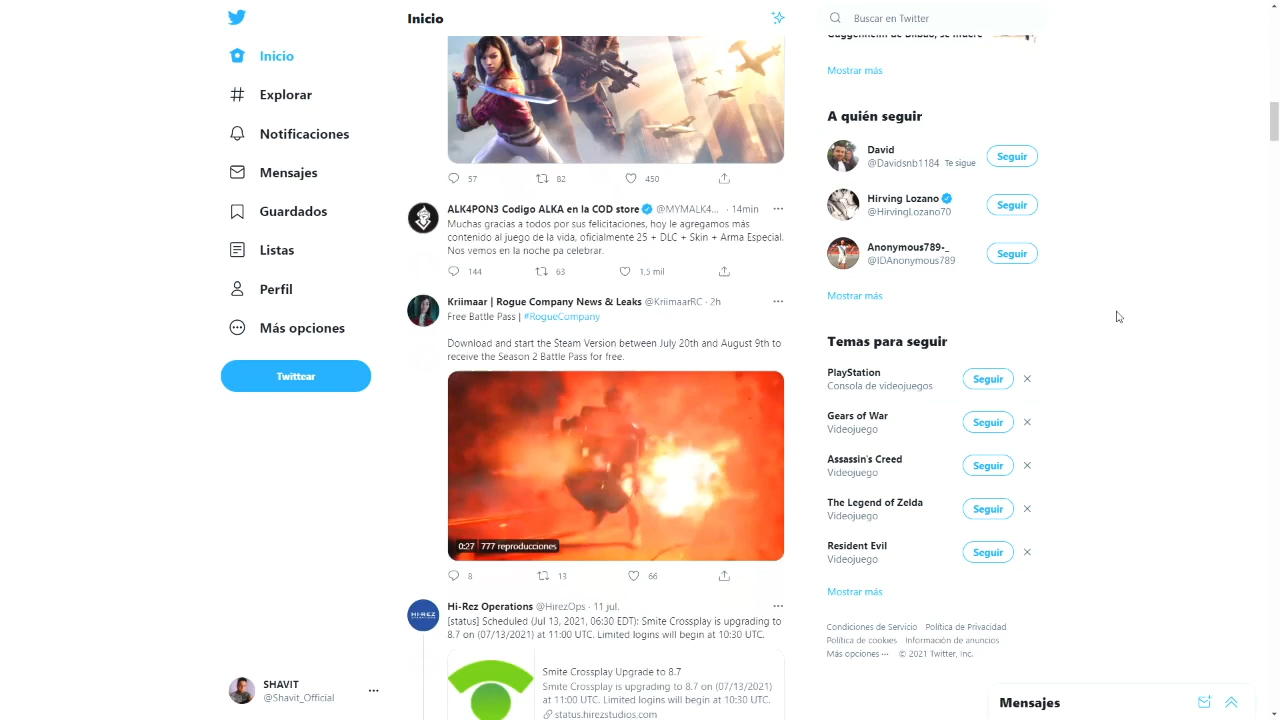 Inicio
Explorar
Notificaciones
Mensajes
Guardados
Listas
Perfil
Más opciones
Twittear
SHAVIT
@Shavit_Official
Inicio
57 82 450
ALK4PON3 Codigo ALKA en la COD store @MYMALK4... · 14min
Muchas gracias a todos por sus felicitaciones, hoy le agregamos más
contenido al juego de la vida, oficialmente 25 + DLC + Skin + Arma Especial.
Nos vemos en la noche pa celebrar.
144 63 1,5 mil
Kriimaar | Rogue Company News & Leaks @KriimaarRC · 2h
Free Battle Pass | #RogueCompany
Download and start the Steam Version between July 20th and August 9th to
receive the Season 2 Battle Pass for free.
0:27 777 reproducciones
8 13 66
HI-REZ
Hi-Rez Operations @HirezOps · 11 jul.
[status] Scheduled (Jul 13, 2021, 06:30 EDT): Smite Crossplay is upgrading to
8.7 on (07/13/2021) at 11:00 UTC. Limited logins will begin at 10:30 UTC.
Smite Crossplay Upgrade to 8.7
Smite Crossplay is upgrading to 8.7 on (07/13/2021)
at 11:00 UTC. Limited logins will begin at 10:30 UTC.
status.hirezstudios.com
Buscar en Twitter
Guggenheim de Bilbao, se muere
Mostrar más
A quién seguir
David
@Davidsnb1184 Te sigue
Seguir
Hirving Lozano
@HirvingLozano70
Seguir
Anonymous789-_
@IDAnonymous789
Seguir
Mostrar más
Temas para seguir
PlayStation
Consola de videojuegos
Seguir
Gears of War
Videojuego
Seguir
Assassin's Creed
Videojuego
Seguir
The Legend of Zelda
Videojuego
Seguir
Resident Evil
Videojuego
Seguir
Mostrar más
Condiciones de Servicio Política de Privacidad
Política de cookies Información de anuncios
Más opciones ··· © 2021 Twitter, Inc.
Mensajes